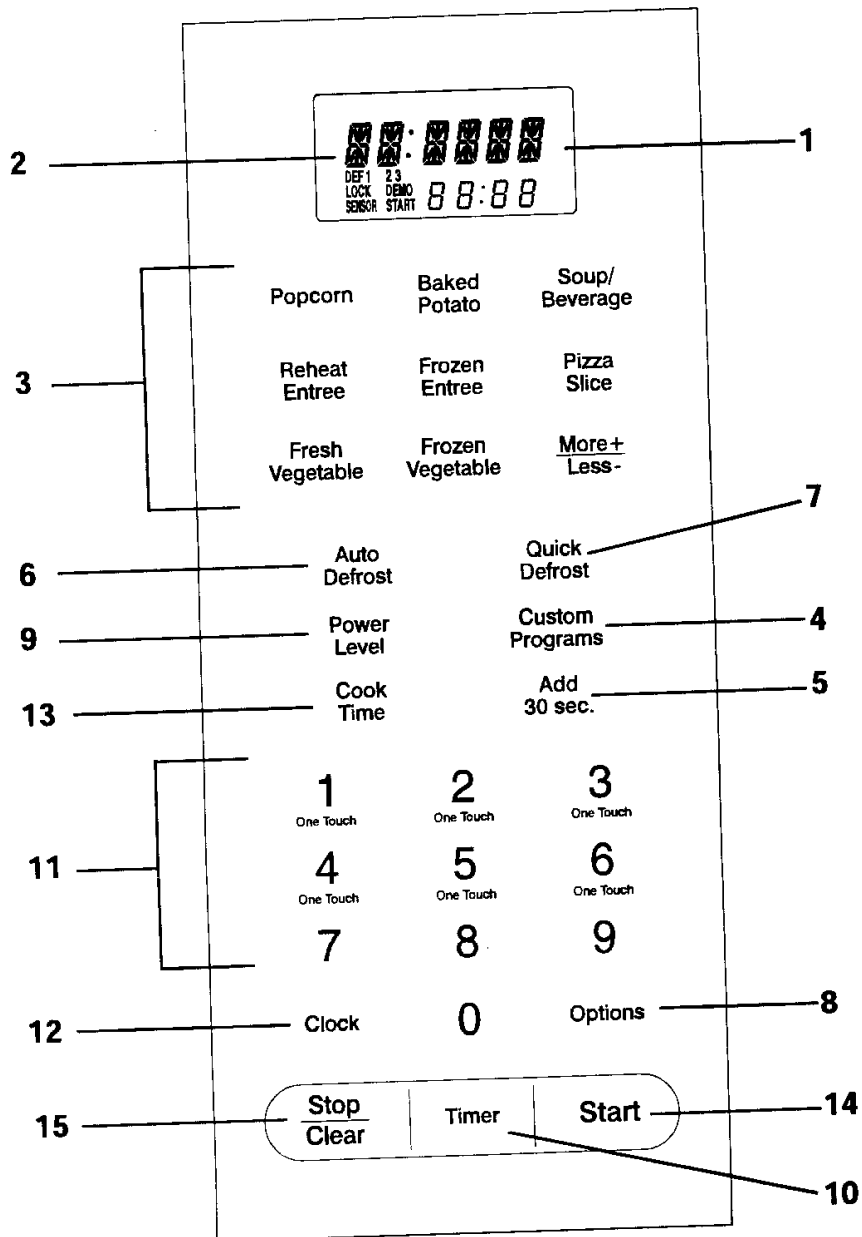 1
2
DEF 1 2 3
LOCK DEMO
SENSOR START
88:88
3
Popcorn
Baked
Potato
Soup/
Beverage
Reheat
Entree
Frozen
Entree
Pizza
Slice
Fresh
Vegetable
Frozen
Vegetable
More+
Less-
7
6
Auto
Defrost
Quick
Defrost
9
Power
Level
Custom
Programs
4
13
Cook
Time
Add
30 sec.
5
11
1
One Touch
2
One Touch
3
One Touch
4
One Touch
5
One Touch
6
One Touch
7
8
9
12
Clock
0
Options
8
15
Stop
Clear
Timer
Start
14
10